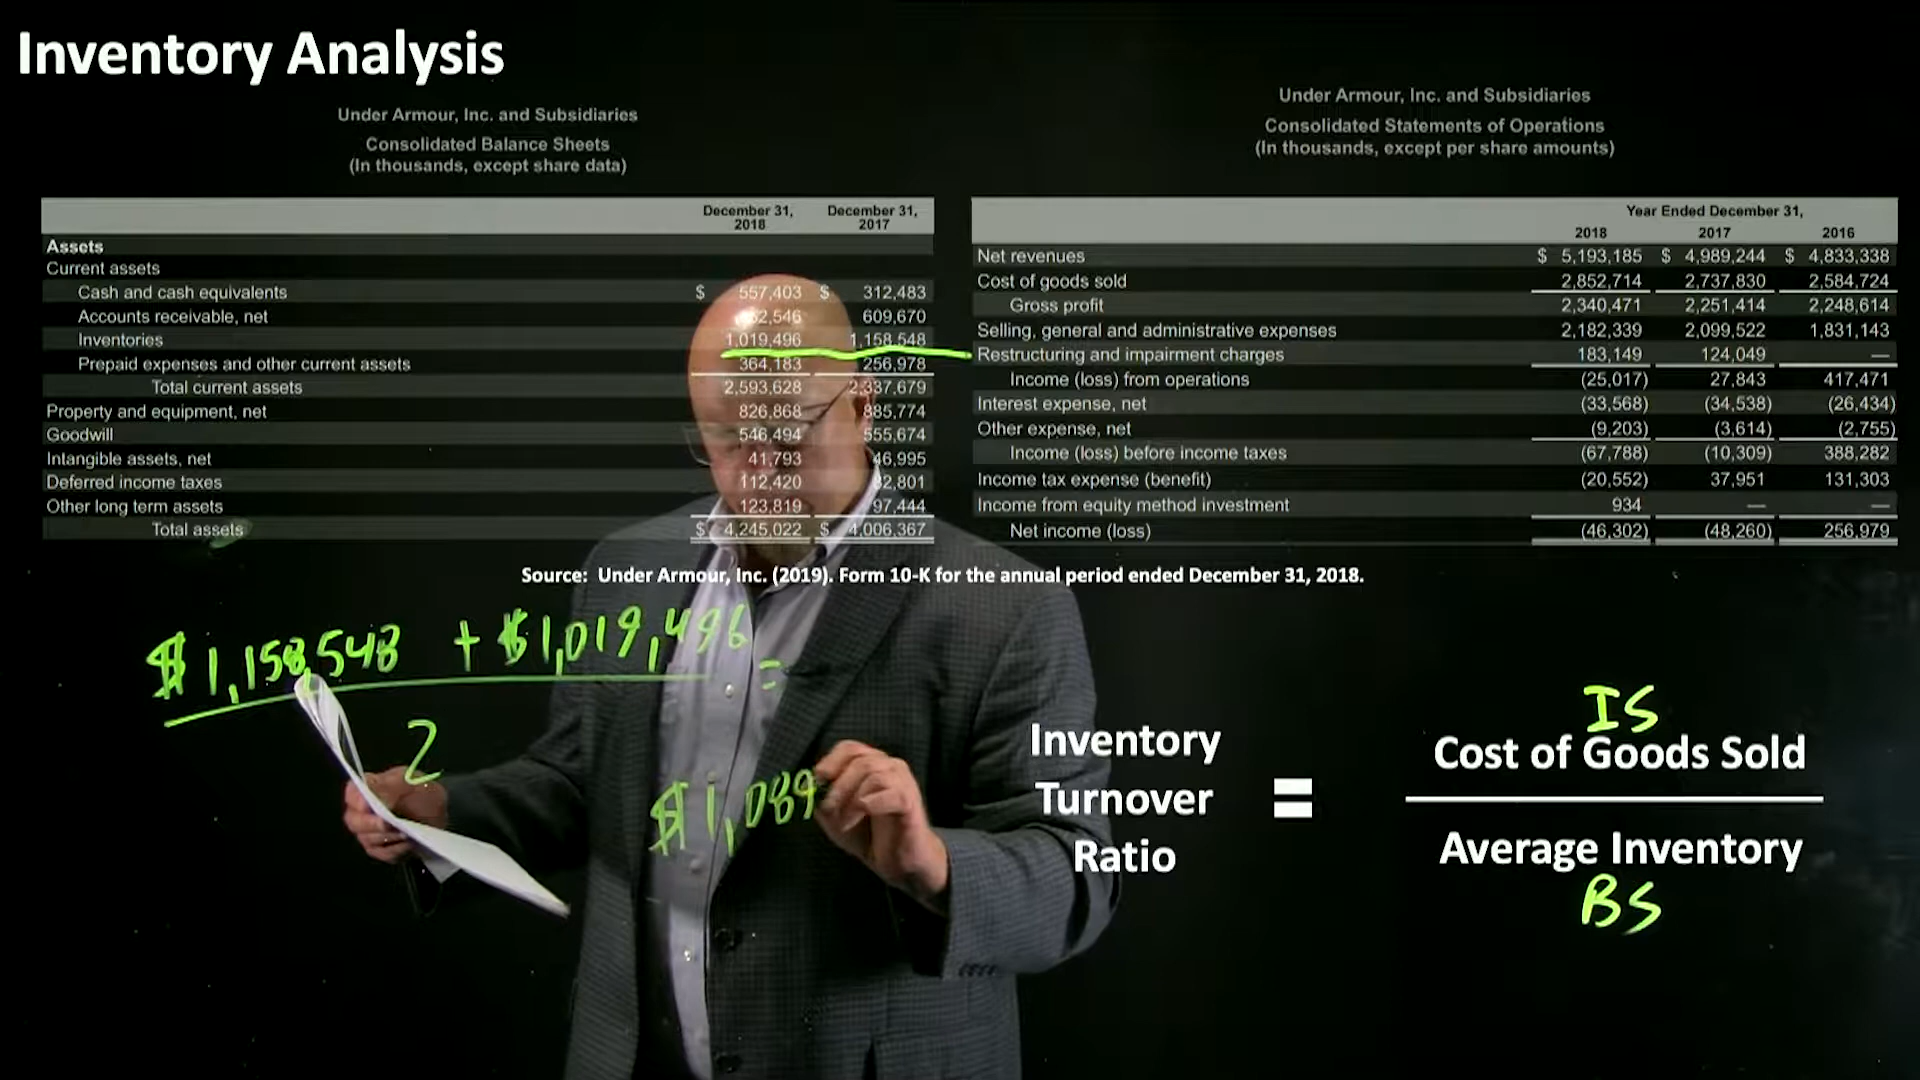 Inventory Analysis
Under Armour, Inc. and Subsidiaries
Consolidated Balance Sheets
(In thousands, except share data)
December 31, 2018 December 31, 2017
Assets
Current assets
Cash and cash equivalents $ 557,403 $ 312,483
Accounts receivable, net 52,546 609,670
Inventories 1,019,496 1,158,548
Prepaid expenses and other current assets 364,183 256,978
Total current assets 2,593,628 2,337,679
Property and equipment, net 826,868 885,774
Goodwill 546,494 555,674
Intangible assets, net 41,793 46,995
Deferred income taxes 112,420 82,801
Other long term assets 123,819 97,444
Total assets $ 4,245,022 $ 4,006,367
Under Armour, Inc. and Subsidiaries
Consolidated Statements of Operations
(In thousands, except per share amounts)
Year Ended December 31,
2018 2017 2016
Net revenues $ 5,193,185 $ 4,989,244 $ 4,833,338
Cost of goods sold 2,852,714 2,737,830 2,584,724
Gross profit 2,340,471 2,251,414 2,248,614
Selling, general and administrative expenses 2,182,339 2,099,522 1,831,143
Restructuring and impairment charges 183,149 124,049 —
Income (loss) from operations (25,017) 27,843 417,471
Interest expense, net (33,568) (34,538) (26,434)
Other expense, net (9,203) (3,614) (2,755)
Income (loss) before income taxes (67,788) (10,309) 388,282
Income tax expense (benefit) (20,552) 37,951 131,303
Income from equity method investment 934 — —
Net income (loss) (46,302) (48,260) 256,979
Source: Under Armour, Inc. (2019). Form 10-K for the annual period ended December 31, 2018.
$1,158,548 + $1,019,496 =
2
$1,089
Inventory
Turnover
Ratio
=
IS
Cost of Goods Sold
Average Inventory
BS